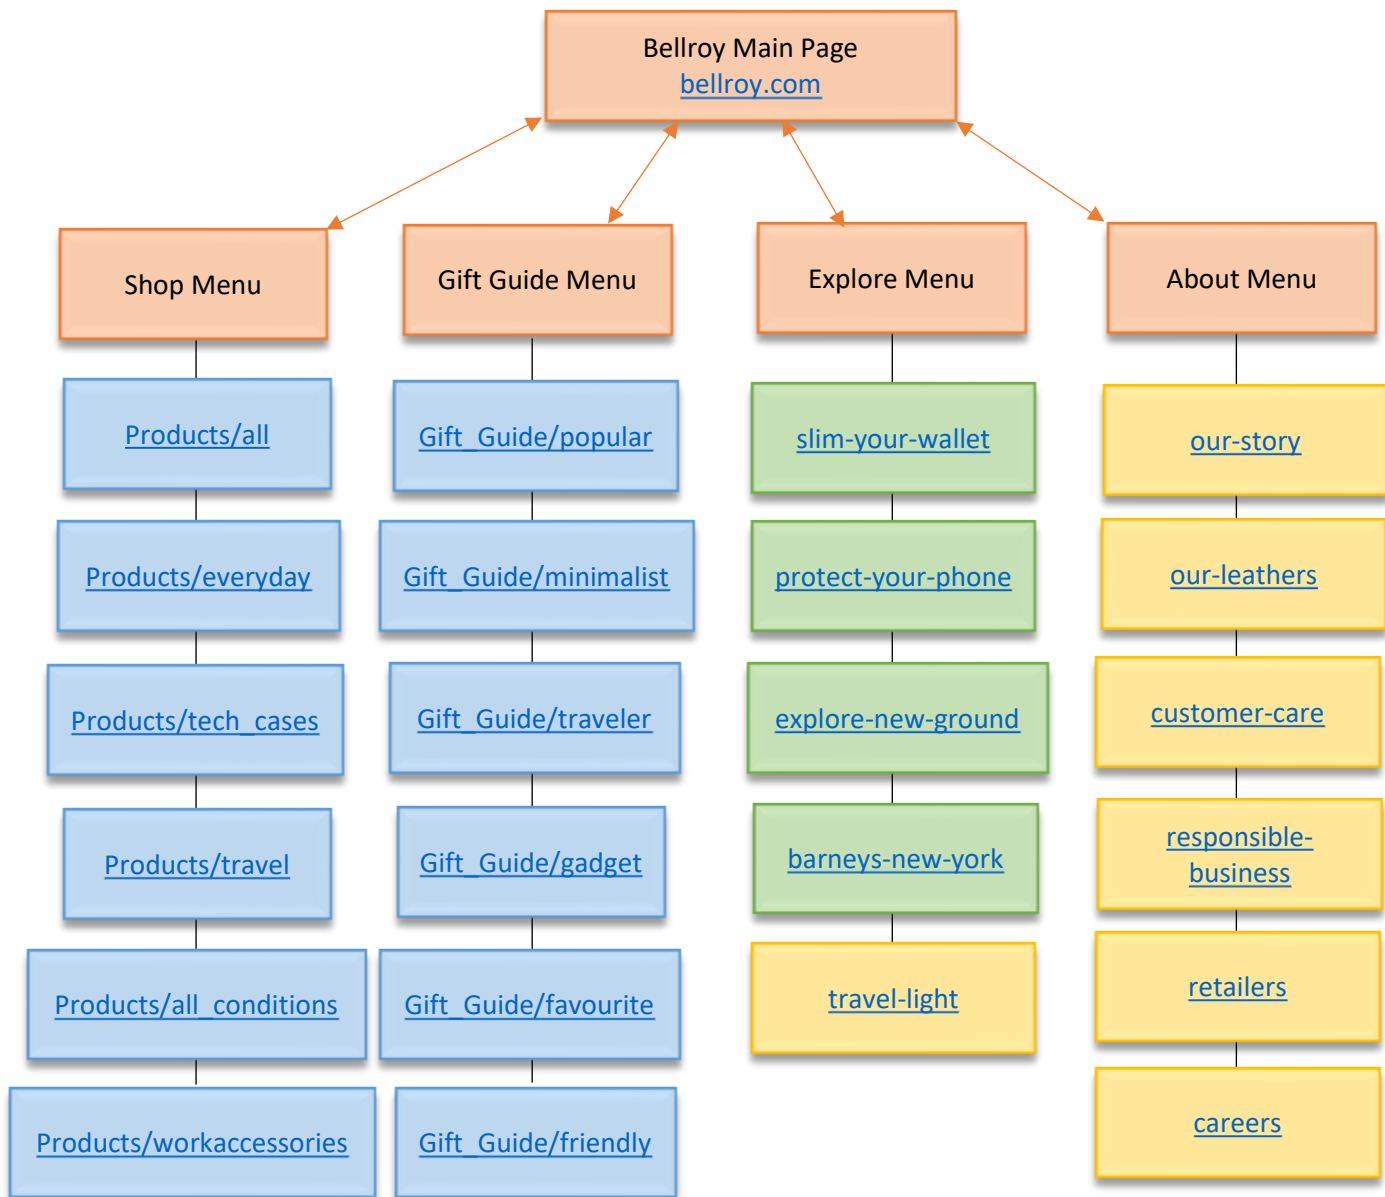 Bellroy Main Page
bellroy.com
Shop Menu
Gift Guide Menu
Explore Menu
About Menu
Products/all
Gift_Guide/popular
slim-your-wallet
our-story
Products/everyday
Gift_Guide/minimalist
protect-your-phone
our-leathers
Products/tech_cases
Gift_Guide/traveler
explore-new-ground
customer-care
Products/travel
Gift_Guide/gadget
barneys-new-york
responsible-
business
Products/all_conditions
Gift_Guide/favourite
travel-light
retailers
Products/workaccessories
Gift_Guide/friendly
careers